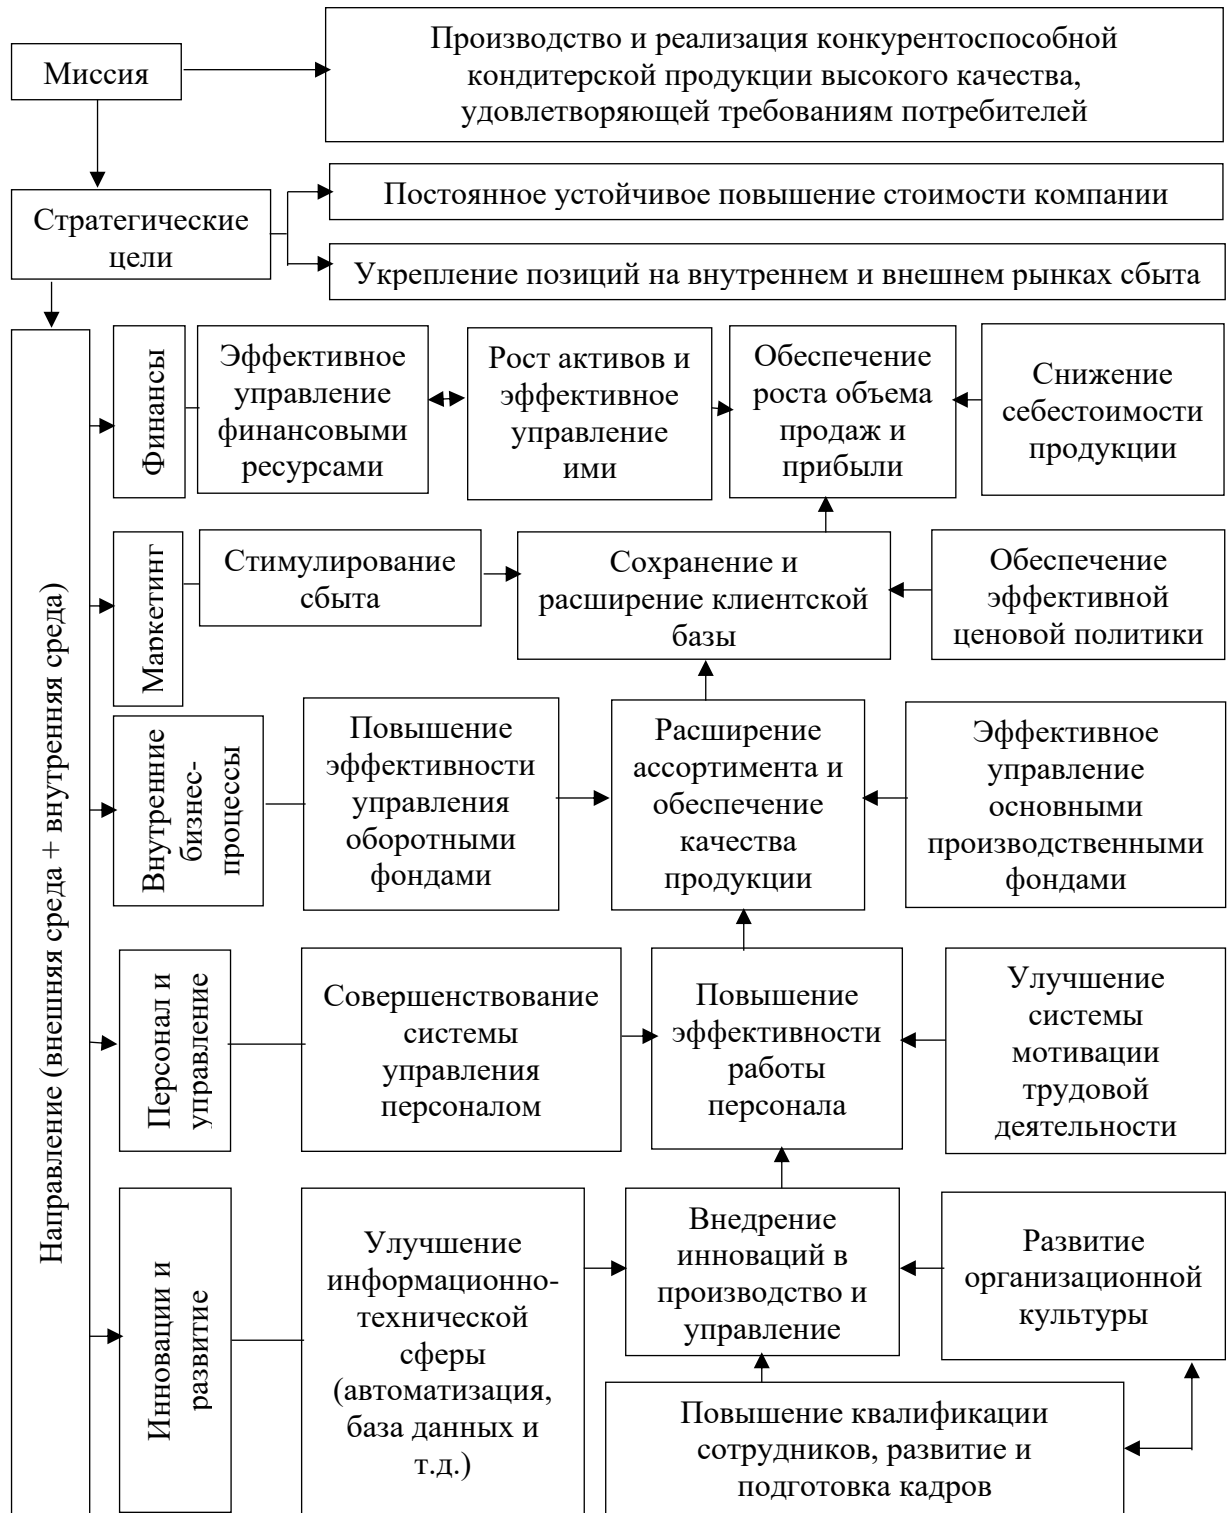 Миссия
Производство и реализация конкурентоспособной
кондитерской продукции высокого качества,
удовлетворяющей требованиям потребителей
Стратегические
цели
Постоянное устойчивое повышение стоимости компании
Укрепление позиций на внутреннем и внешнем рынках сбыта
Направление (внешняя среда + внутренняя среда)
Финансы
Эффективное
управление
финансовыми
ресурсами
Рост активов и
эффективное
управление
ими
Обеспечение
роста объема
продаж и
прибыли
Снижение
себестоимости
продукции
Маркетинг
Стимулирование
сбыта
Сохранение и
расширение клиентской
базы
Обеспечение
эффективной
ценовой политики
Внутренние
бизнес-
процессы
Повышение
эффективности
управления
оборотными
фондами
Расширение
ассортимента и
обеспечение
качества
продукции
Эффективное
управление
основными
производственными
фондами
Персонал и
управление
Совершенствование
системы
управления
персоналом
Повышение
эффективности
работы
персонала
Улучшение
системы
мотивации
трудовой
деятельности
Инновации и
развитие
Улучшение
информационно-
технической
сферы
(автоматизация,
база данных и
т.д.)
Внедрение
инноваций в
производство и
управление
Развитие
организационной
культуры
Повышение квалификации
сотрудников, развитие и
подготовка кадров